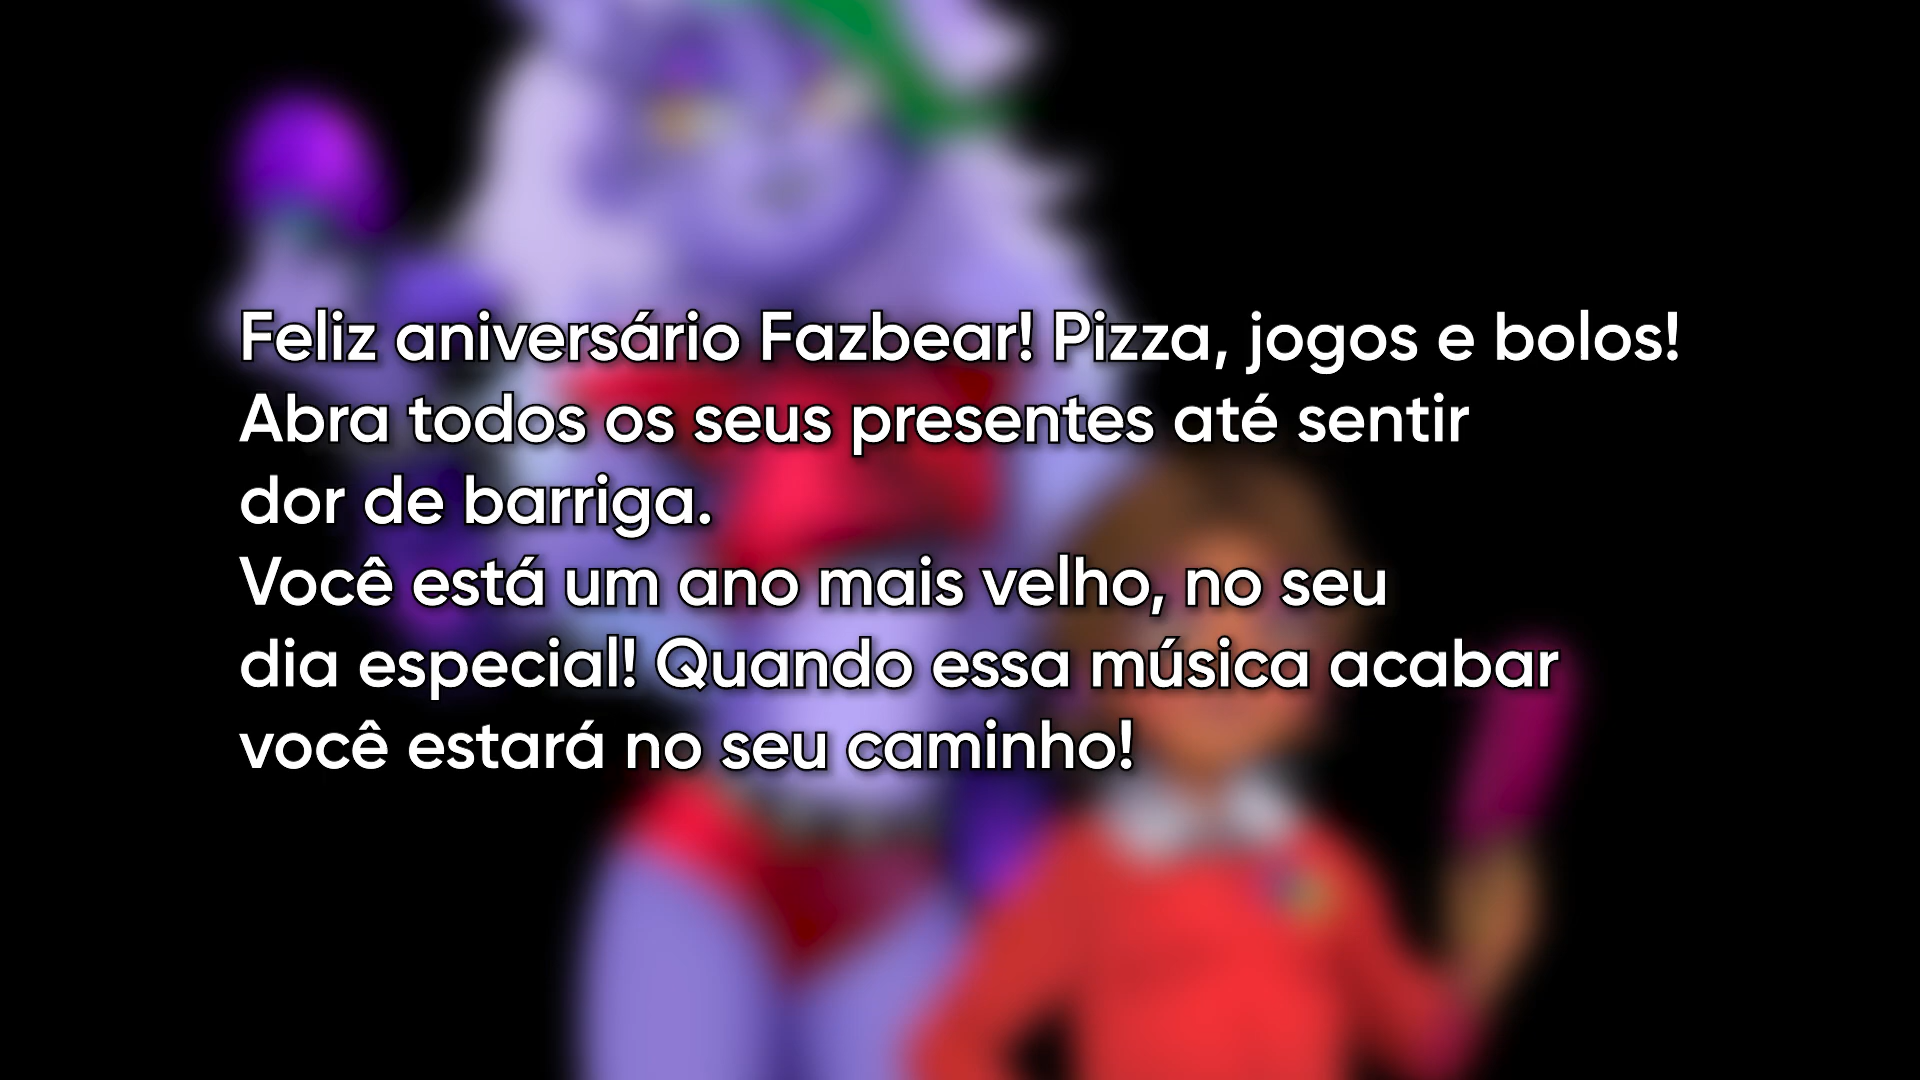 Feliz aniversário Fazbear! Pizza, jogos e bolos!
Abra todos os seus presentes até sentir
dor de barriga.
Você está um ano mais velho, no seu
dia especial! Quando essa música acabar
você estará no seu caminho!